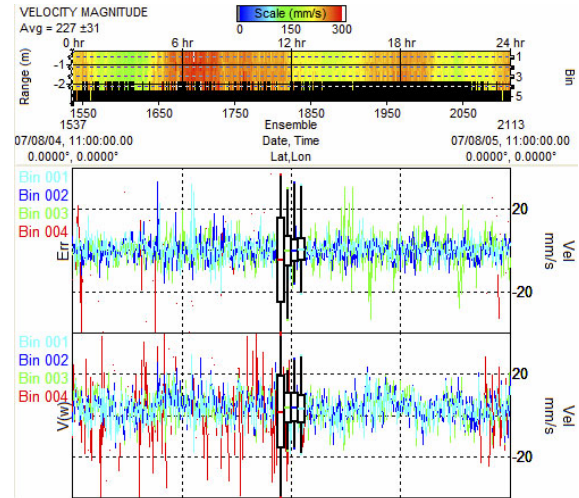 VELOCITY MAGNITUDE
Scale (mm/s)
Avg = 227 ±31
0 150 300
0 hr 6 hr 12 hr 18 hr 24 hr
Range (m)
-1
-2
1
3
5
Bin
1550 1650 1750 1850 1950 2050
1537 Ensemble 2113
07/08/04, 11:00:00.00 Date, Time 07/08/05, 11:00:00.00
0.0000°, 0.0000° Lat,Lon 0.0000°, 0.0000°
Bin 001
Bin 002
Bin 003
Bin 004
Err
20
-20
Vel
mm/s
Bin 001
Bin 002
Bin 003
Bin 004
V(w)
20
-20
Vel
mm/s